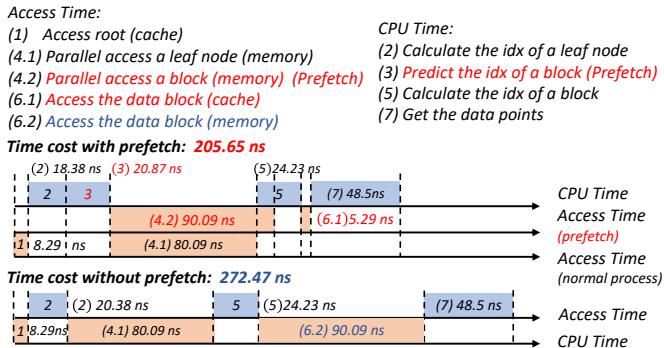 Access Time:
(1) Access root (cache)
(4.1) Parallel access a leaf node (memory)
(4.2) Parallel access a block (memory) (Prefetch)
(6.1) Access the data block (cache)
(6.2) Access the data block (memory)
CPU Time:
(2) Calculate the idx of a leaf node
(3) Predict the idx of a block (Prefetch)
(5) Calculate the idx of a block
(7) Get the data points
Time cost with prefetch: 205.65 ns
(2) 18.38 ns (3) 20.87 ns (5)24.23 ns
2 3 5 (7) 48.5ns CPU Time
(4.2) 90.09 ns (6.1)5.29 ns Access Time
(prefetch)
1 8.29 ns (4.1) 80.09 ns Access Time
(normal process)
Time cost without prefetch: 272.47 ns
2 (2) 20.38 ns 5 (5)24.23 ns (7) 48.5 ns Access Time
1 8.29ns (4.1) 80.09 ns (6.2) 90.09 ns CPU Time